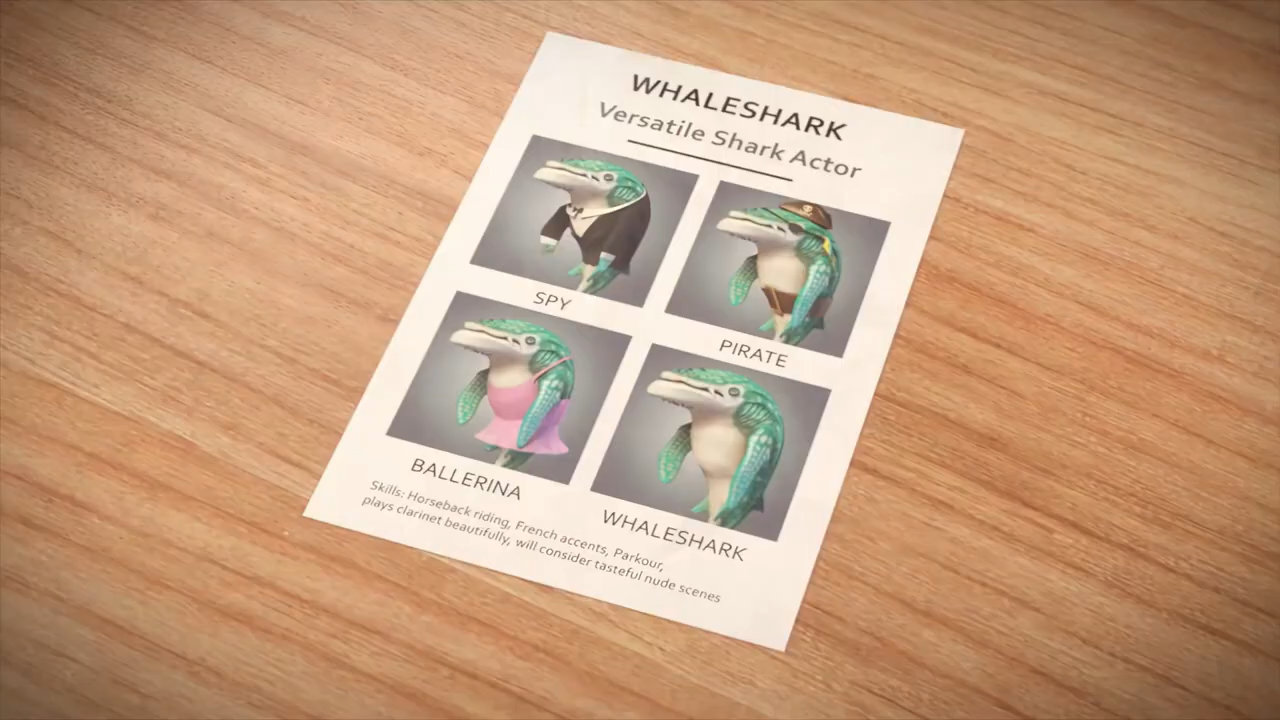 WHALESHARK
Versatile Shark Actor
SPY
PIRATE
BALLERINA
WHALESHARK
Skills: Horseback riding, French accents, Parkour,
plays clarinet beautifully, will consider tasteful nude scenes